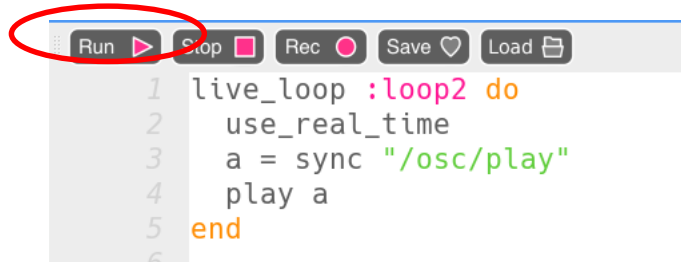 Run Stop Rec Save Load
1 live_loop :loop2 do
2 use_real_time
3 a = sync "/osc/play"
4 play a
5 end
6